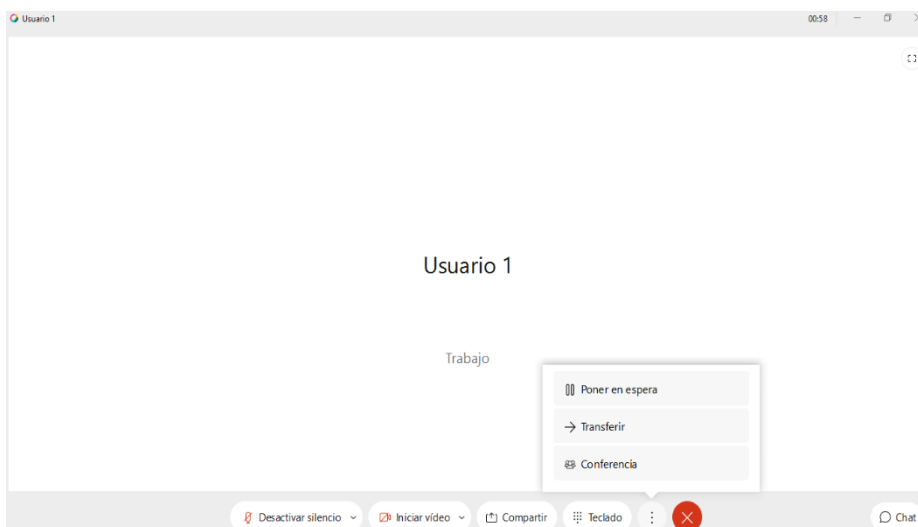 Usuario 1
00:58
Usuario 1
Trabajo
Poner en espera
Transferir
Conferencia
Desactivar silencio
Iniciar vídeo
Compartir
Teclado
Chat